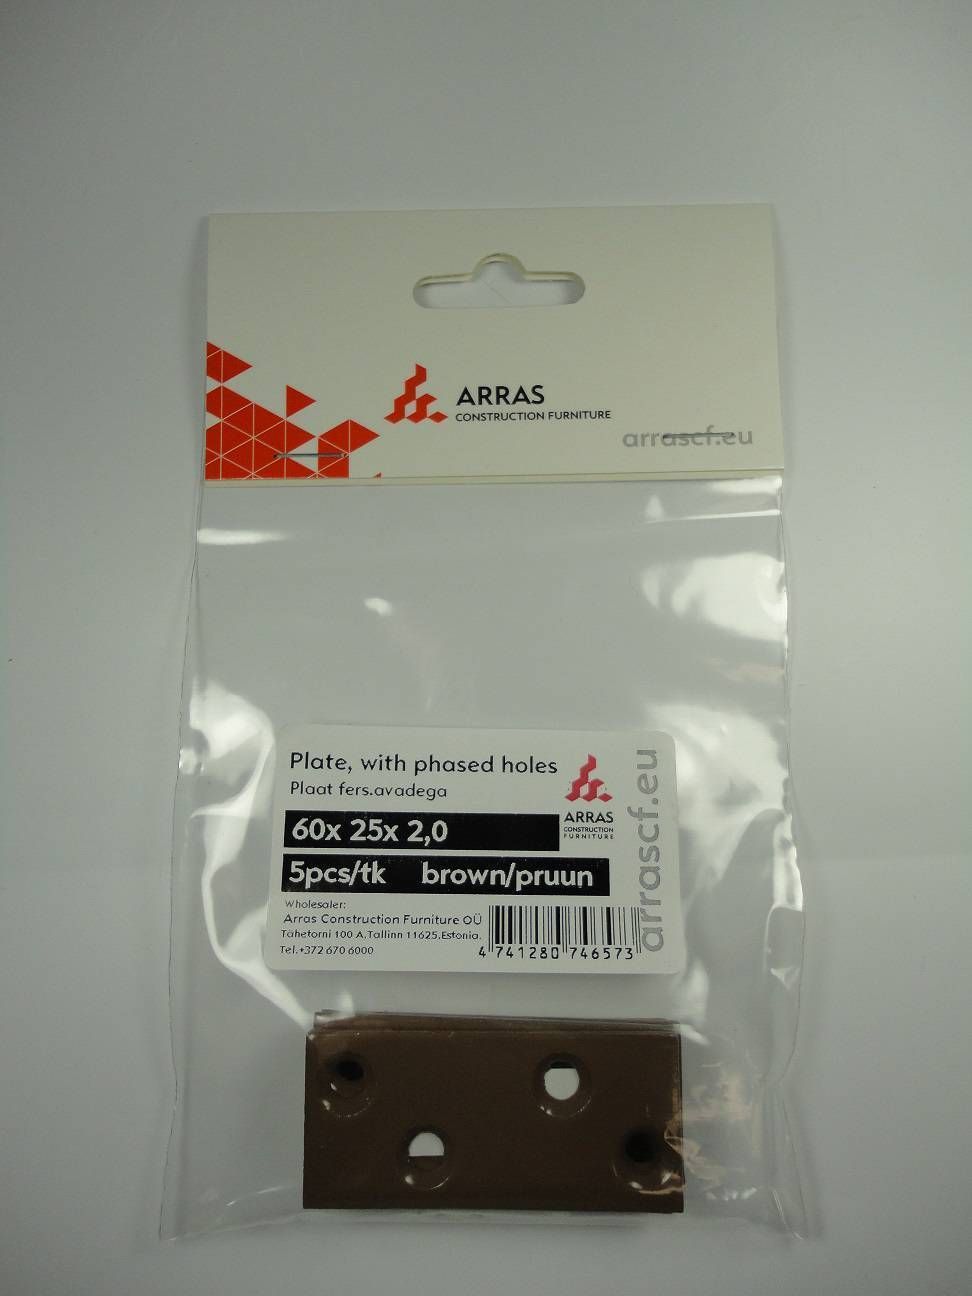 ARRAS
CONSTRUCTION FURNITURE
arrascf.eu
Plate, with phased holes
Plaat fers.avadega
60x 25x 2,0
5pcs/tk brown/pruun
ARRAS
CONSTRUCTION
FURNITURE
arrascf.eu
Wholesaler:
Arras Construction Furniture OÜ
Tähetorni 100 A.Tallinn 11625.Estonia.
Tel.+372 670 6000
4 741280 746573